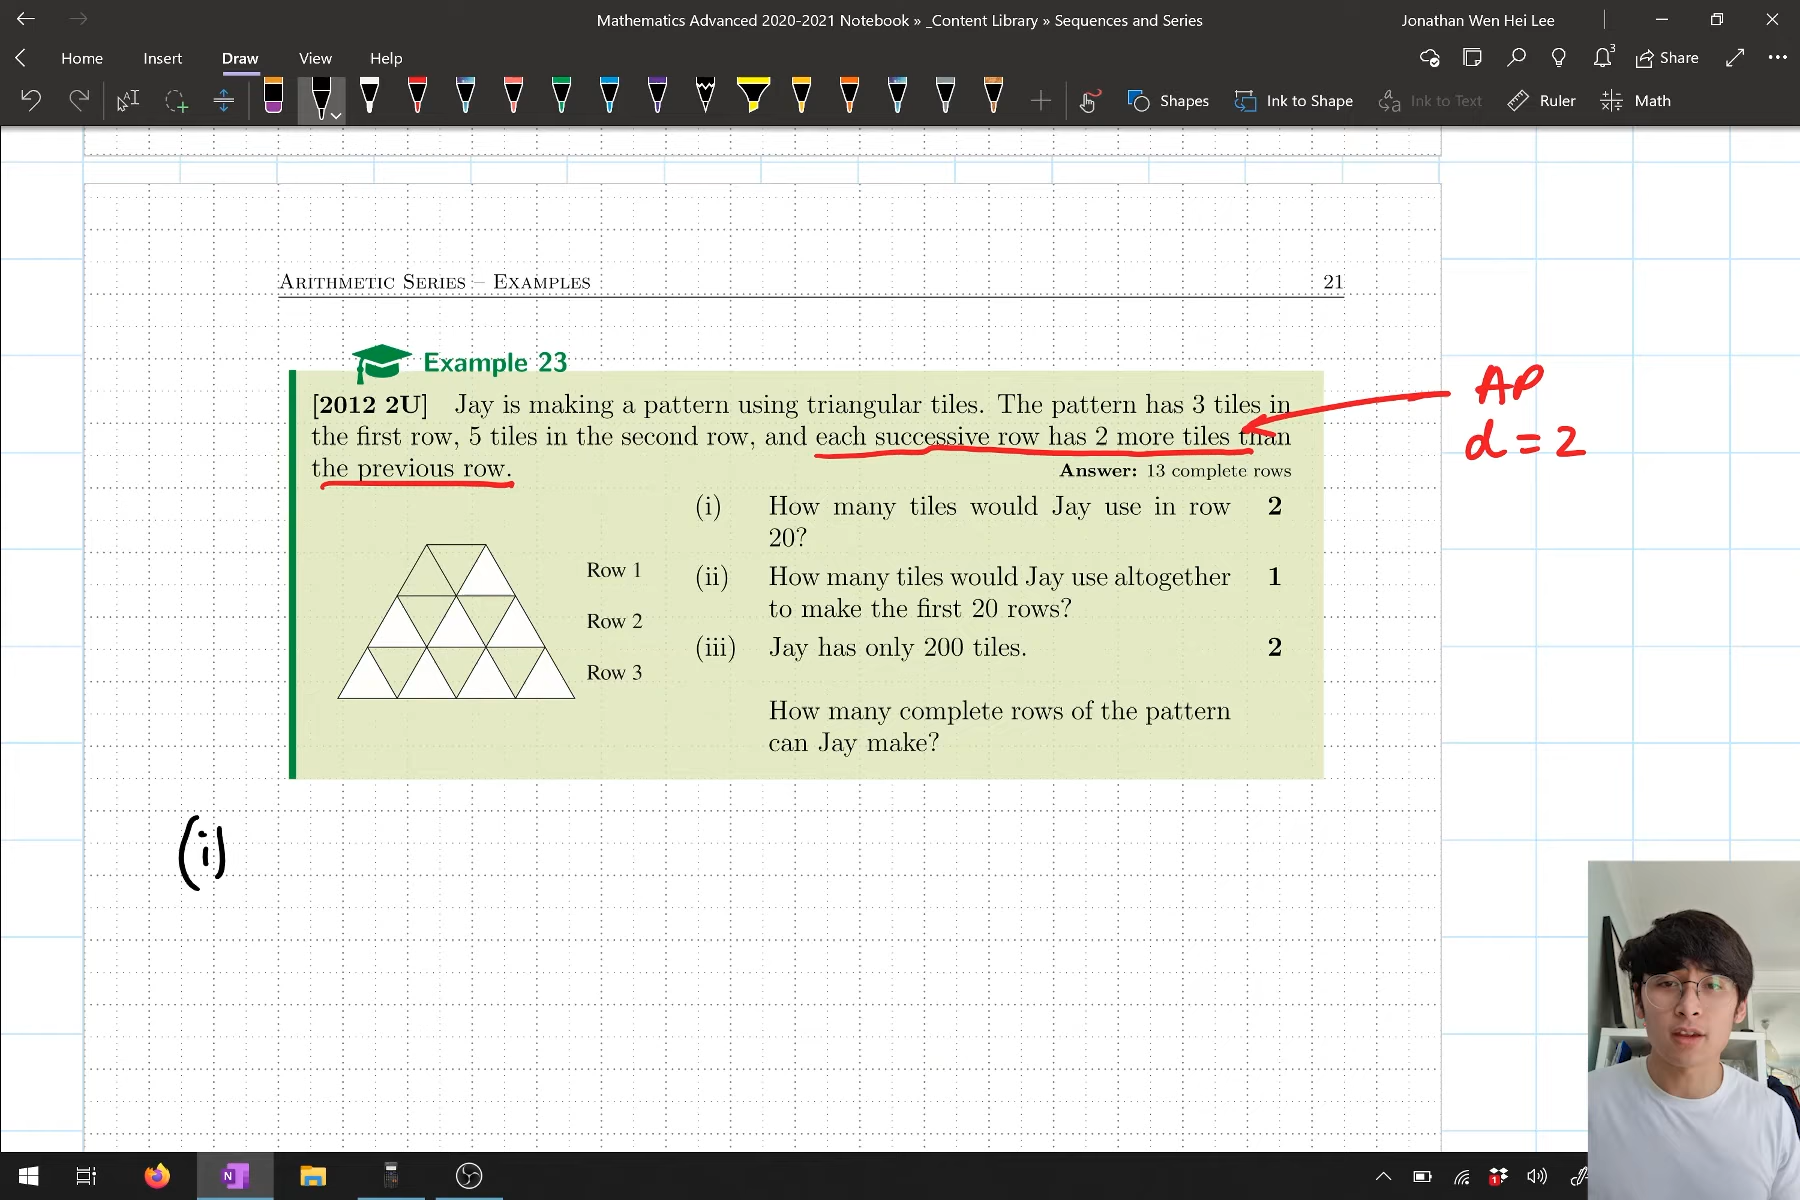 Mathematics Advanced 2020-2021 Notebook » _Content Library » Sequences and Series
Jonathan Wen Hei Lee
Home Insert Draw View Help
3
Share
Shapes
Ink to Shape
Ink to Text
Ruler
Math
Arithmetic Series – Examples 21
Example 23
[2012 2U] Jay is making a pattern using triangular tiles. The pattern has 3 tiles in
the first row, 5 tiles in the second row, and each successive row has 2 more tiles than
the previous row.
Answer: 13 complete rows
AP
d = 2
(i) How many tiles would Jay use in row 2
20?
(ii) How many tiles would Jay use altogether 1
to make the first 20 rows?
(iii) Jay has only 200 tiles. 2
How many complete rows of the pattern
can Jay make?
Row 1
Row 2
Row 3
(i)
N
1